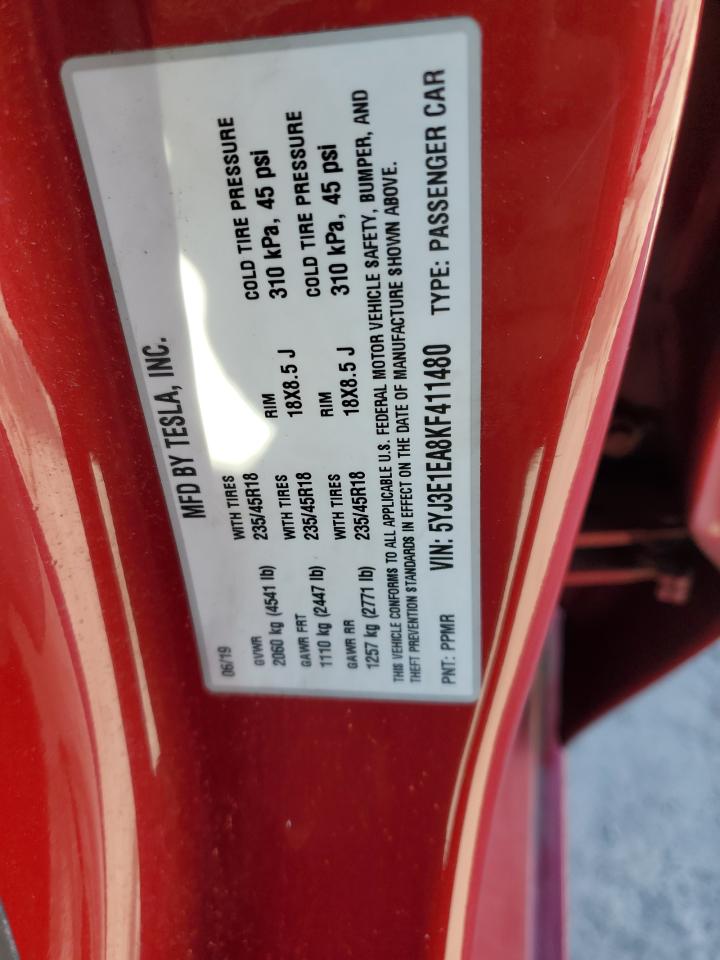 MFD BY TESLA, INC.
06/19
GVWR WITH TIRES COLD TIRE PRESSURE
2060 kg (4541 lb) 235/45R18 RIM 310 kPa, 45 psi
GAWR FRT WITH TIRES 18X8.5 J COLD TIRE PRESSURE
1110 kg (2447 lb) 235/45R18 RIM 310 kPa, 45 psi
GAWR RR WITH TIRES 18X8.5 J
1257 kg (2771 lb) 235/45R18
THIS VEHICLE CONFORMS TO ALL APPLICABLE U.S. FEDERAL MOTOR VEHICLE SAFETY, BUMPER, AND
THEFT PREVENTION STANDARDS IN EFFECT ON THE DATE OF MANUFACTURE SHOWN ABOVE.
PNT: PPMR VIN: 5YJ3E1EA8KF411480 TYPE: PASSENGER CAR